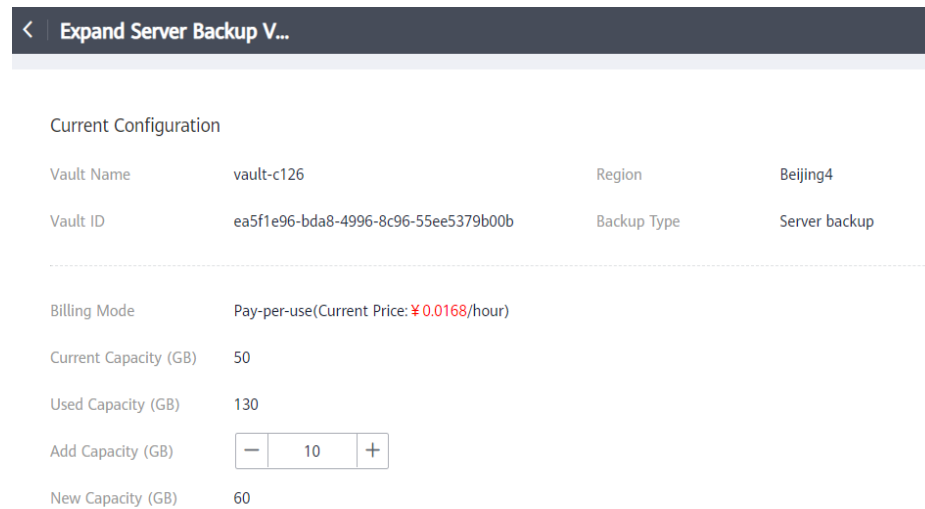 Expand Server Backup V...
Current Configuration
Vault Name vault-c126 Region Beijing4
Vault ID ea5f1e96-bda8-4996-8c96-55ee5379b00b Backup Type Server backup
Billing Mode Pay-per-use(Current Price: ¥ 0.0168/hour)
Current Capacity (GB) 50
Used Capacity (GB) 130
Add Capacity (GB) — 10 +
New Capacity (GB) 60